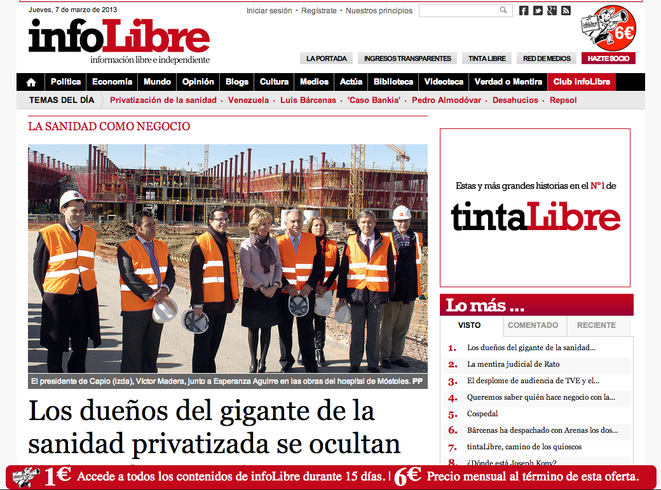 Jueves, 7 de marzo de 2013
Iniciar sesión · Regístrate · Nuestros principios
infoLibre
información libre e independiente
6€
LA PORTADA INGRESOS TRANSPARENTES TINTA LIBRE RED DE MEDIOS HAZTE SOCIO
Política Economía Mundo Opinión Blogs Cultura Medios Actúa Biblioteca Videoteca Verdad o Mentira Club infoLibre
TEMAS DEL DÍA Privatización de la sanidad · Venezuela · Luis Bárcenas · 'Caso Bankia' · Pedro Almodóvar · Desahucios · Repsol
LA SANIDAD COMO NEGOCIO
El presidente de Capio (izda), Víctor Madera, junto a Esperanza Aguirre en las obras del hospital de Móstoles. PP
Los dueños del gigante de la
sanidad privatizada se ocultan
Estas y más grandes historias en el Nº1 de
tintaLibre
Lo más ...
VISTO COMENTADO RECIENTE
1. Los dueños del gigante de la sanidad...
2. La mentira judicial de Rato
3. El desplome de audiencia de TVE y el...
4. Queremos saber quién hace negocio con la...
5. Cospedal
6. Bárcenas ha despachado con Arenas los dos...
7. tintaLibre, camino de los quioscos
8. ¿Dónde está Joseph Kony?
1€ Accede a todos los contenidos de infoLibre durante 15 días. | 6€ Precio mensual al término de esta oferta.